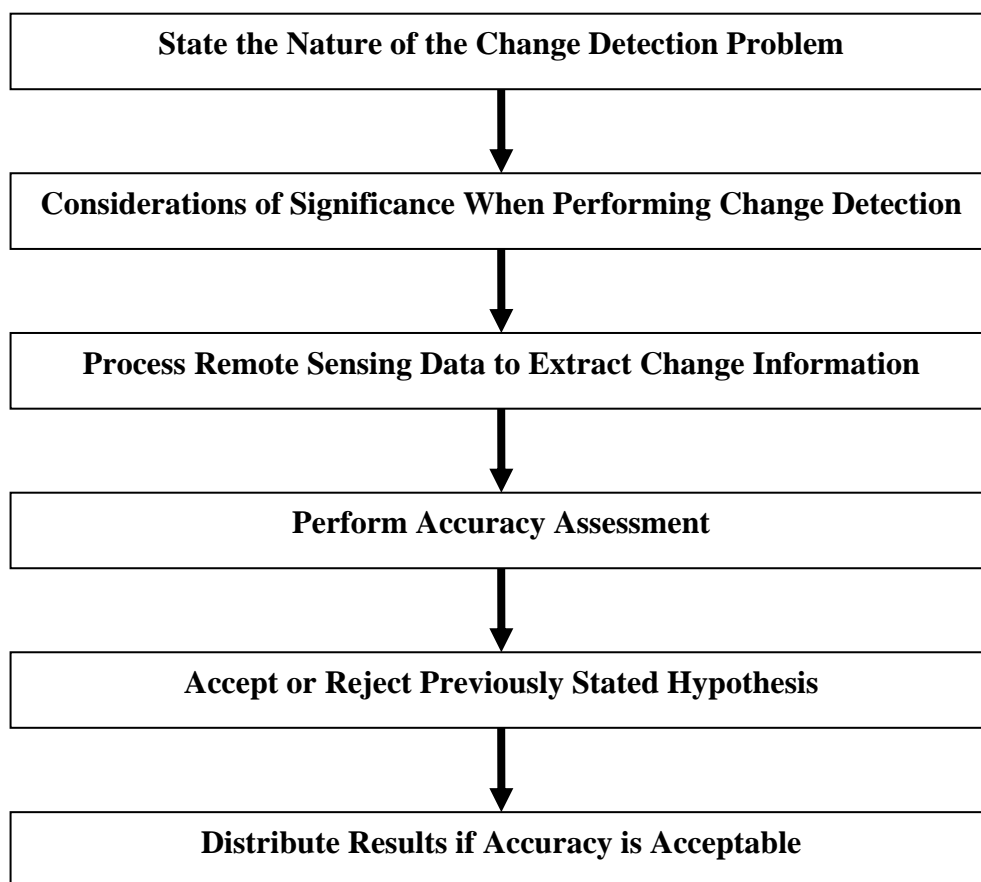 State the Nature of the Change Detection Problem
Considerations of Significance When Performing Change Detection
Process Remote Sensing Data to Extract Change Information
Perform Accuracy Assessment
Accept or Reject Previously Stated Hypothesis
Distribute Results if Accuracy is Acceptable